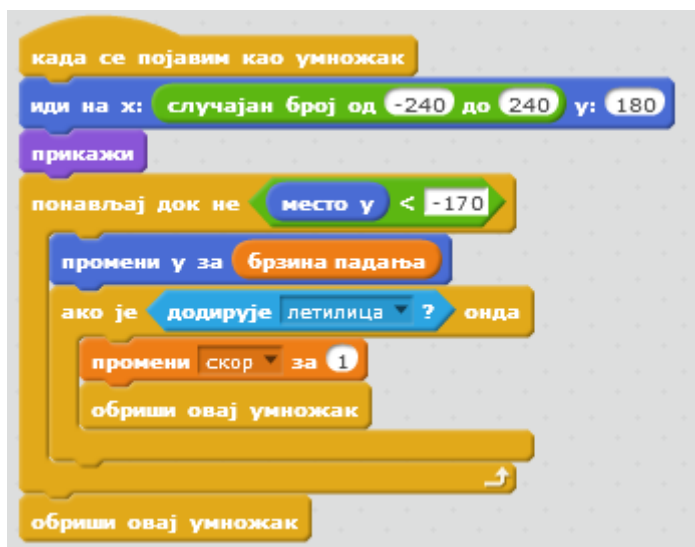 када се појавим као умножак
иди на x: случајан број од -240 до 240 y: 180
прикажи
понављај док не место y < -170
промени y за брзина падања
ако је додирује летилица ? онда
промени скор за 1
обриши овај умножак
обриши овај умножак